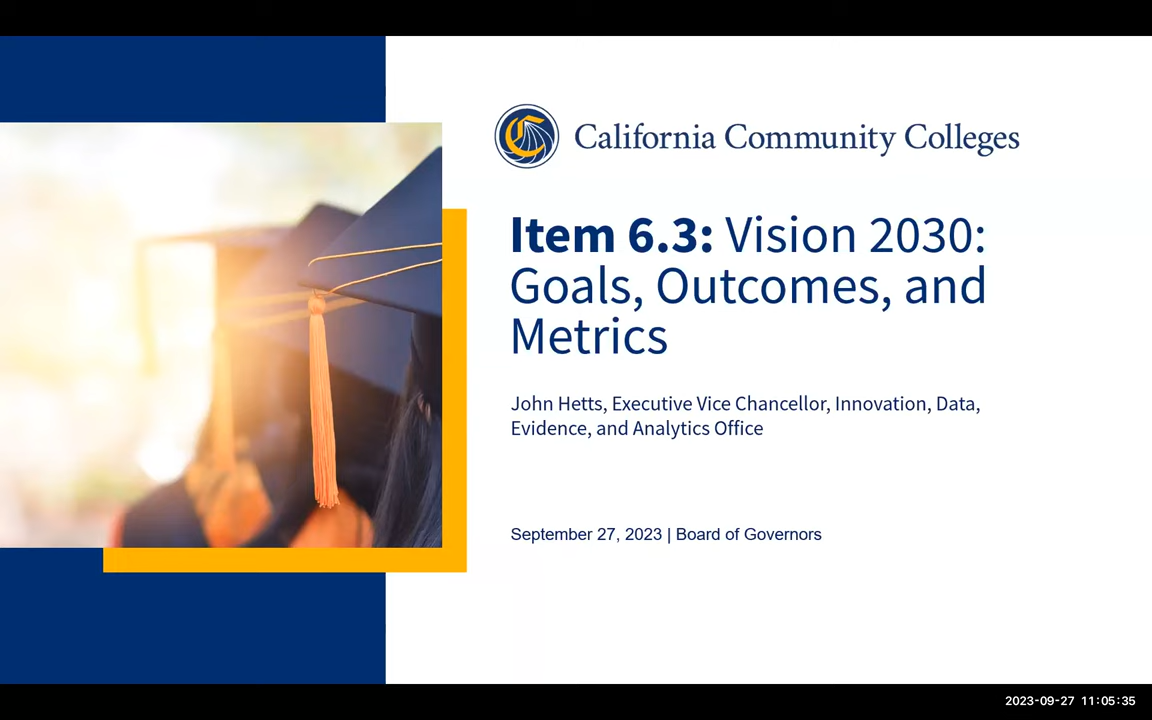 California Community Colleges
Item 6.3: Vision 2030:
Goals, Outcomes, and
Metrics
John Hetts, Executive Vice Chancellor, Innovation, Data,
Evidence, and Analytics Office
September 27, 2023 | Board of Governors
2023-09-27 11:05:35